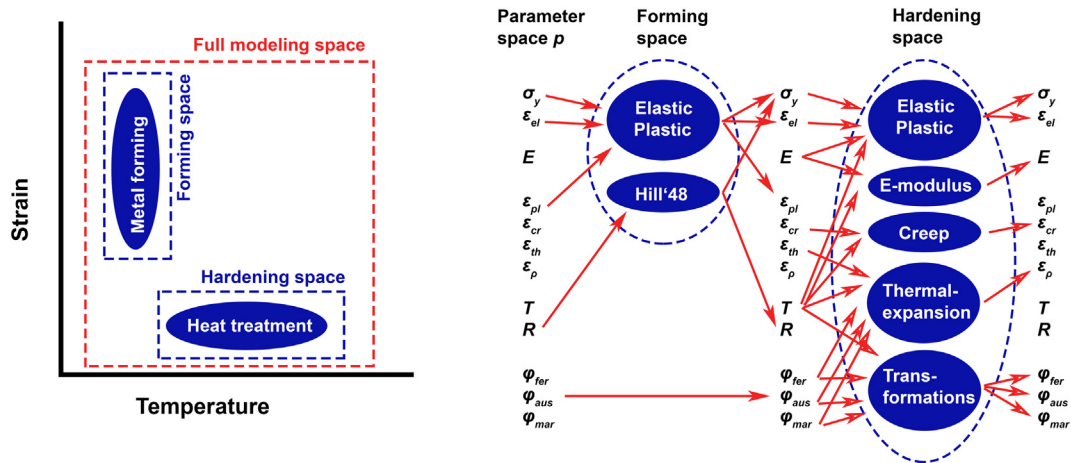 Full modeling space
Metal forming
Forming space
Hardening space
Heat treatment
Strain
Temperature
Parameter
space p
Forming
space
Hardening
space
σy
εel
E
εpl
εcr
εth
ερ
T
R
φfer
φaus
φmar
Elastic
Plastic
Hill‘48
σy
εel
E
εpl
εcr
εth
ερ
T
R
φfer
φaus
φmar
Elastic
Plastic
E-modulus
Creep
Thermal-
expansion
Trans-
formations
σy
εel
E
εpl
εcr
εth
ερ
T
R
φfer
φaus
φmar